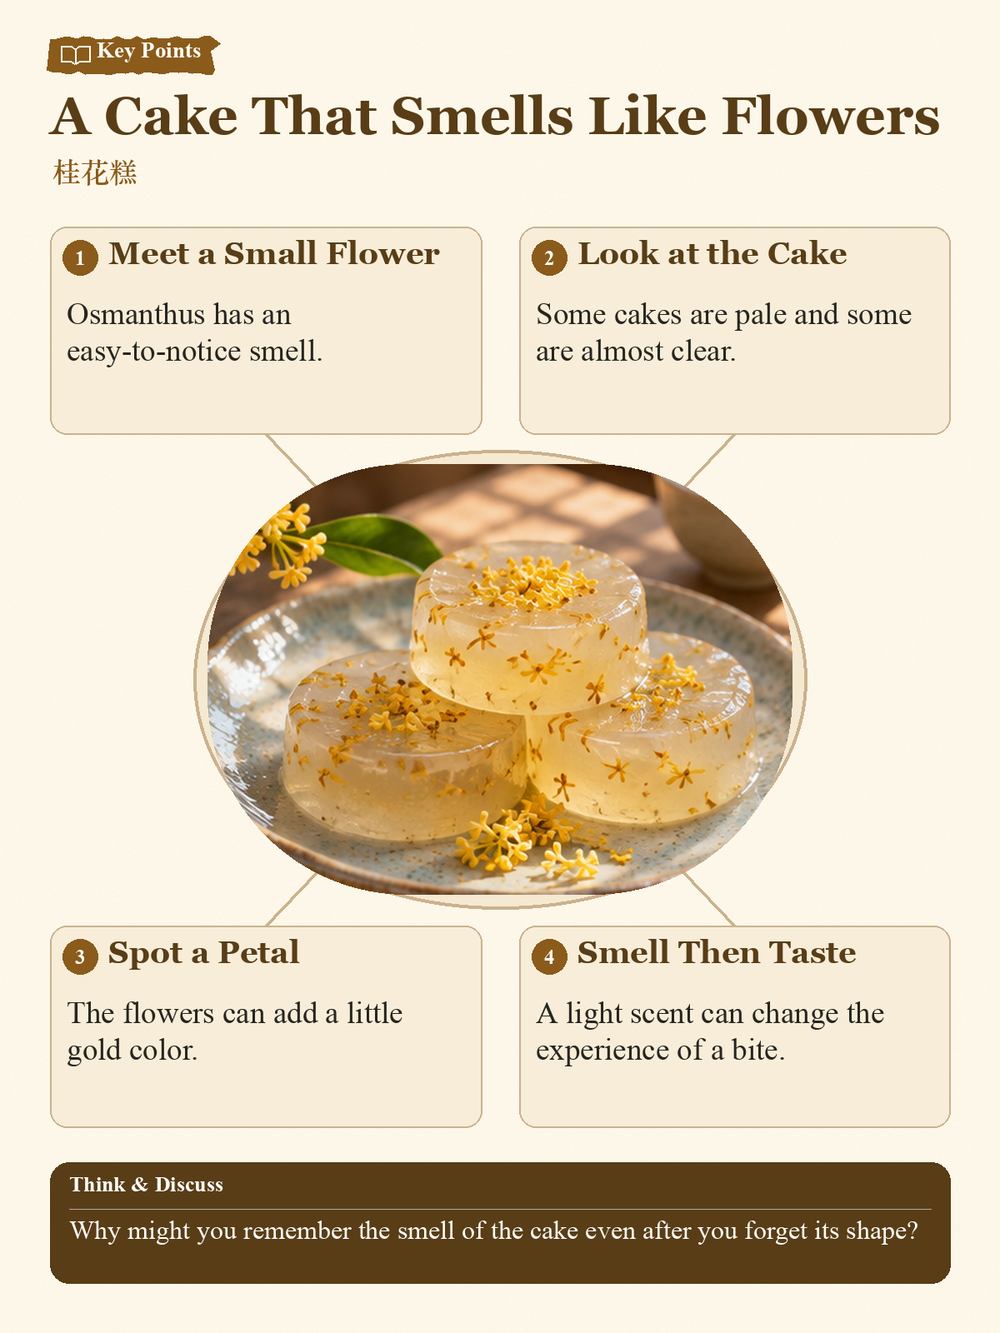 Key Points
A Cake That Smells Like Flowers
桂花糕
1 Meet a Small Flower
Osmanthus has an
easy-to-notice smell.
2 Look at the Cake
Some cakes are pale and some
are almost clear.
3 Spot a Petal
The flowers can add a little
gold color.
4 Smell Then Taste
A light scent can change the
experience of a bite.
Think & Discuss
Why might you remember the smell of the cake even after you forget its shape?